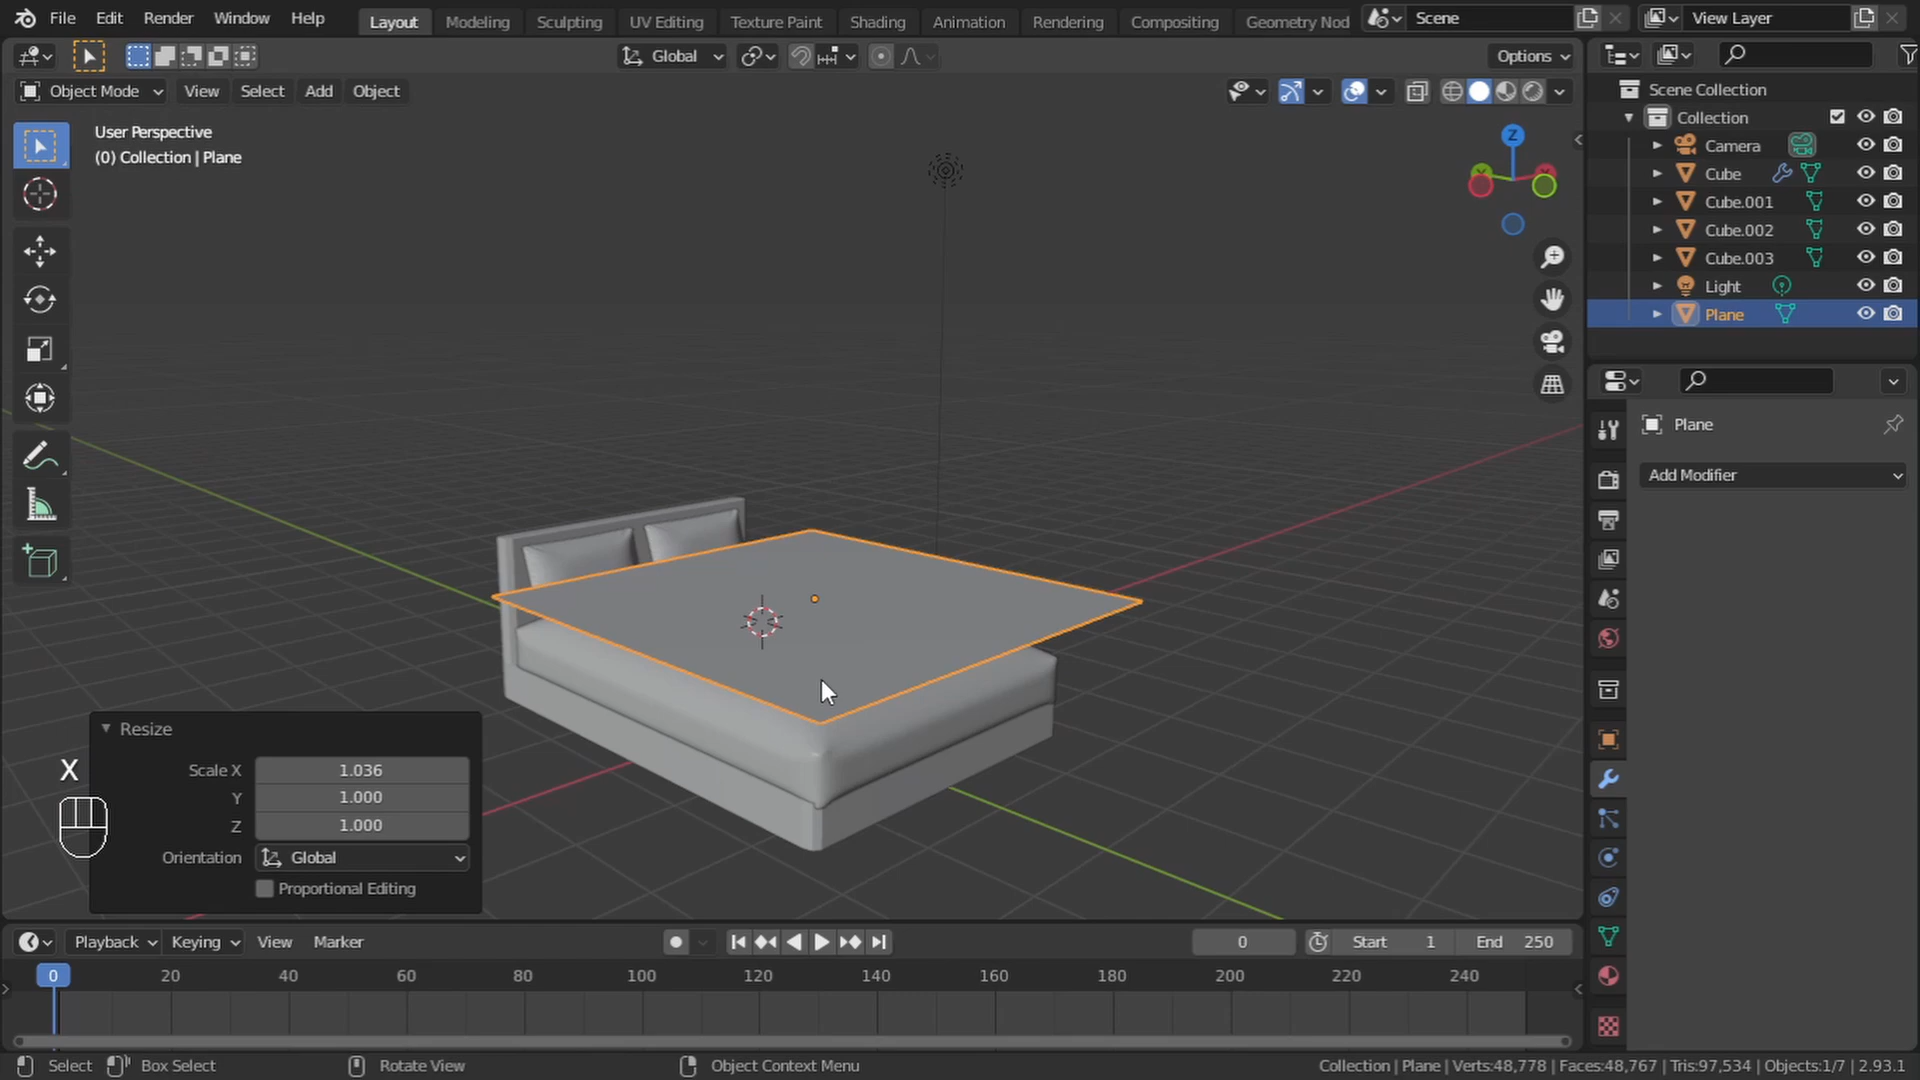 File Edit Render Window Help Layout Modeling Sculpting UV Editing Texture Paint Shading Animation Rendering Compositing Geometry Nod Scene View Layer
Global Options
Object Mode View Select Add Object
User Perspective
(0) Collection | Plane
Z
Scene Collection
Collection
Camera
Cube
Cube.001
Cube.002
Cube.003
Light
Plane
Plane
Add Modifier
Resize
Scale X 1.036
Y 1.000
Z 1.000
Orientation Global
Proportional Editing
X
Playback Keying View Marker 0 Start 1 End 250
0 20 40 60 80 100 120 140 160 180 200 220 240
Select Box Select Rotate View Object Context Menu Collection | Plane | Verts:48,778 | Faces:48,767 | Tris:97,534 | Objects:1/7 | 2.93.1